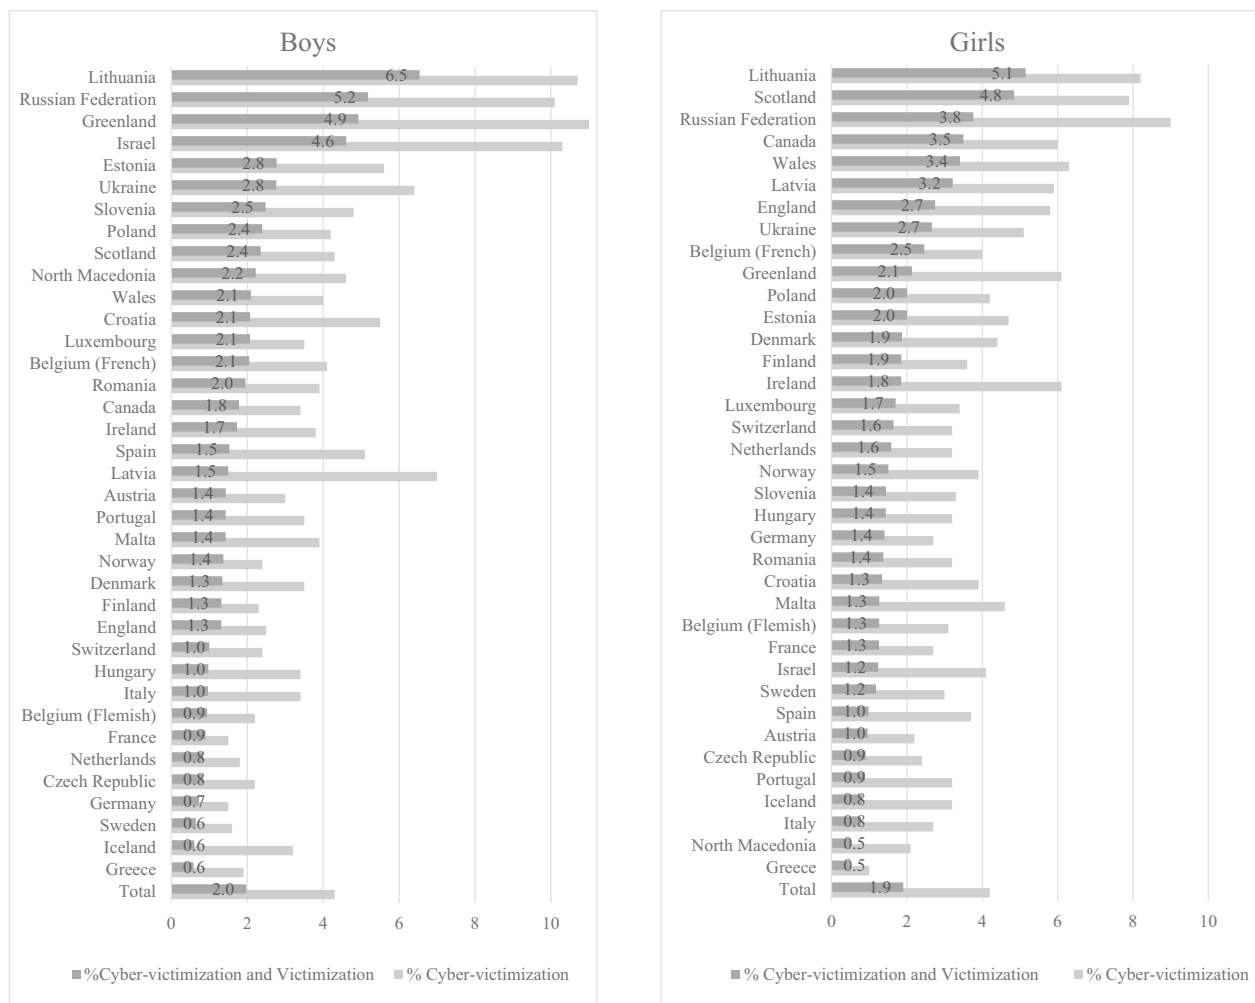 Boys
Lithuania 6.5
Russian Federation 5.2
Greenland 4.9
Israel 4.6
Estonia 2.8
Ukraine 2.8
Slovenia 2.5
Poland 2.4
Scotland 2.4
North Macedonia 2.2
Wales 2.1
Croatia 2.1
Luxembourg 2.1
Belgium (French) 2.1
Romania 2.0
Canada 1.8
Ireland 1.7
Spain 1.5
Latvia 1.5
Austria 1.4
Portugal 1.4
Malta 1.4
Norway 1.4
Denmark 1.3
Finland 1.3
England 1.3
Switzerland 1.0
Hungary 1.0
Italy 1.0
Belgium (Flemish) 0.9
France 0.9
Netherlands 0.8
Czech Republic 0.8
Germany 0.7
Sweden 0.6
Iceland 0.6
Greece 0.6
Total 2.0
0 2 4 6 8 10
%Cyber-victimization and Victimization % Cyber-victimization
Girls
Lithuania 5.1
Scotland 4.8
Russian Federation 3.8
Canada 3.5
Wales 3.4
Latvia 3.2
England 2.7
Ukraine 2.7
Belgium (French) 2.5
Greenland 2.1
Poland 2.0
Estonia 2.0
Denmark 1.9
Finland 1.9
Ireland 1.8
Luxembourg 1.7
Switzerland 1.6
Netherlands 1.6
Norway 1.5
Slovenia 1.4
Hungary 1.4
Germany 1.4
Romania 1.4
Croatia 1.3
Malta 1.3
Belgium (Flemish) 1.3
France 1.3
Israel 1.2
Sweden 1.2
Spain 1.0
Austria 1.0
Czech Republic 0.9
Portugal 0.9
Iceland 0.8
Italy 0.8
North Macedonia 0.5
Greece 0.5
Total 1.9
0 2 4 6 8 10
% Cyber-victimization and Victimization % Cyber-victimization